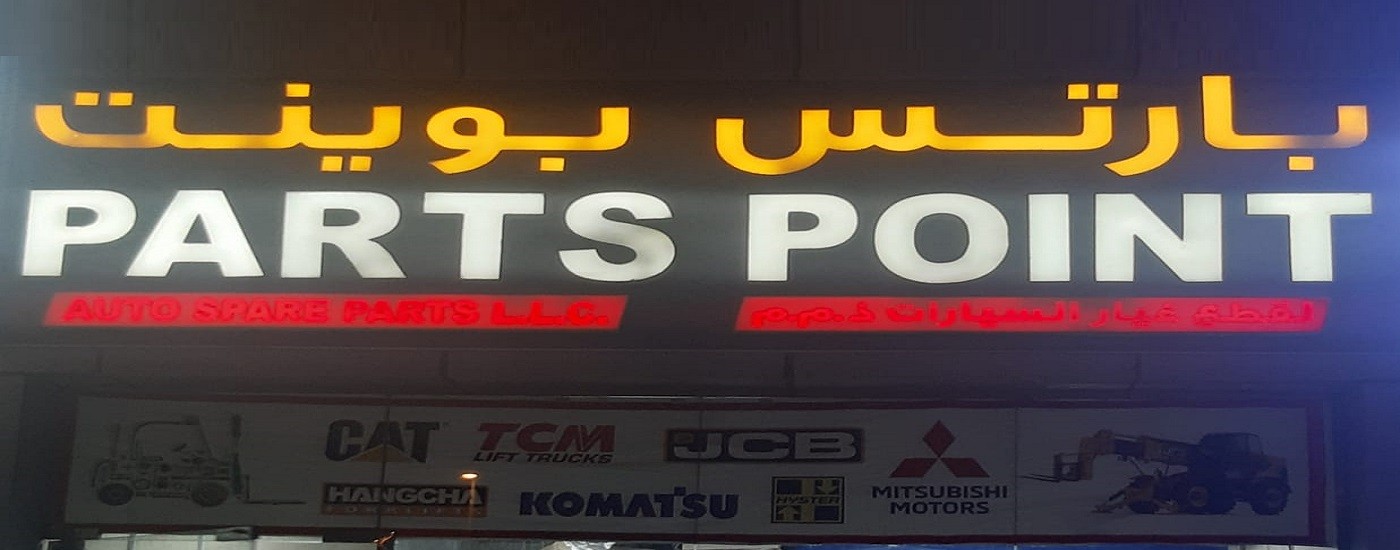 بارتس بوينت
PARTS POINT
AUTO SPARE PARTS L.L.C.
لقطع غيار السيارات ذ.م.م
CAT
TCM
LIFT TRUCKS
JCB
MITSUBISHI
MOTORS
HANGCHA
FORKLIFTS
KOMATSU
HYSTER